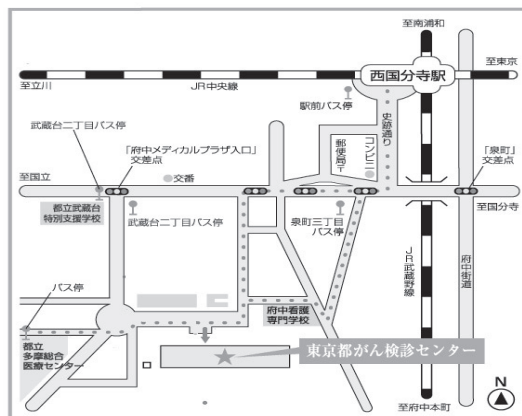 至南浦和
西国分寺駅
至東京
至立川
JR中央線
駅前バス停
史跡通り
武蔵台二丁目バス停
郵便局〒
コンビニ
「府中メディカルプラザ入口」
交差点
「泉町」
交差点
交番
至国立
至国分寺
都立武蔵台
特別支援学校
武蔵台二丁目バス停
泉町三丁目
バス停
JR武蔵野線
府中街道
バス停
府中看護
専門学校
都立
多摩総合
医療センター
東京都がん検診センター
至府中本町
N